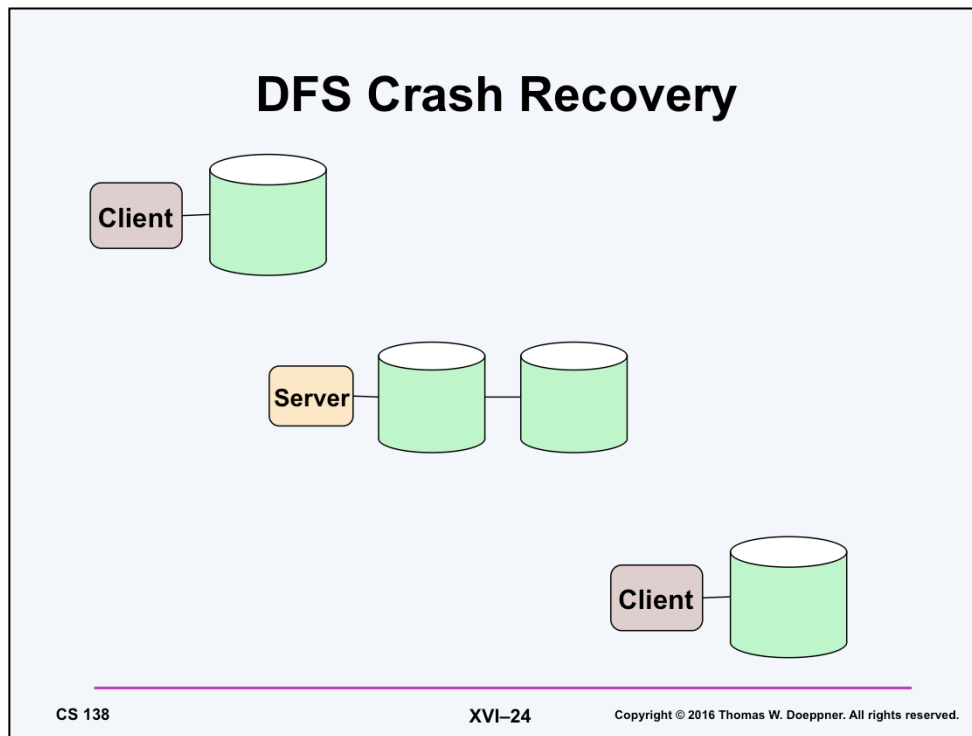 DFS Crash Recovery
Client
Server
Client
CS 138
XVI–24
Copyright © 2016 Thomas W. Doeppner. All rights reserved.